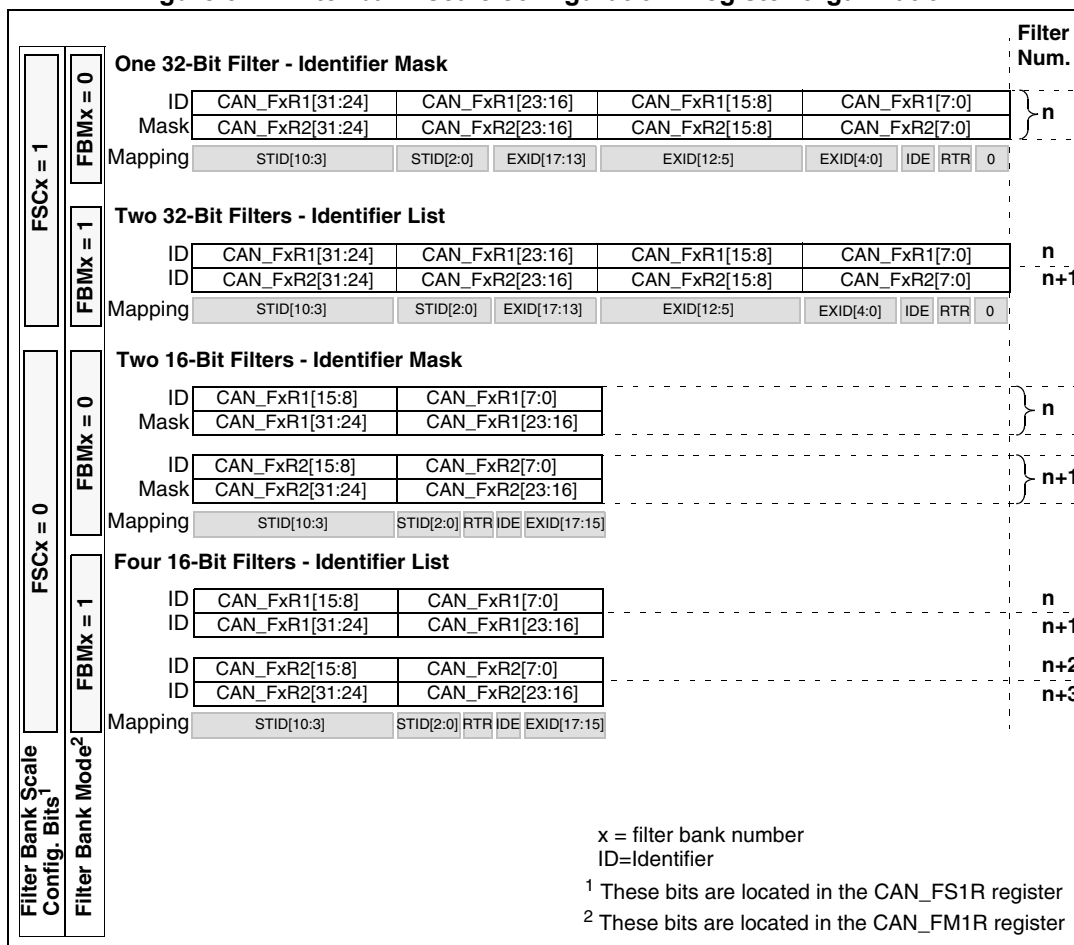 Filter
Num.
One 32-Bit Filter - Identifier Mask
FSCx = 1
FBMx = 0
ID CAN_FxR1[31:24] CAN_FxR1[23:16] CAN_FxR1[15:8] CAN_FxR1[7:0]
Mask CAN_FxR2[31:24] CAN_FxR2[23:16] CAN_FxR2[15:8] CAN_FxR2[7:0]
n
Mapping STID[10:3] STID[2:0] EXID[17:13] EXID[12:5] EXID[4:0] IDE RTR 0
Two 32-Bit Filters - Identifier List
FBMx = 1
ID CAN_FxR1[31:24] CAN_FxR1[23:16] CAN_FxR1[15:8] CAN_FxR1[7:0] n
ID CAN_FxR2[31:24] CAN_FxR2[23:16] CAN_FxR2[15:8] CAN_FxR2[7:0] n+1
Mapping STID[10:3] STID[2:0] EXID[17:13] EXID[12:5] EXID[4:0] IDE RTR 0
Two 16-Bit Filters - Identifier Mask
FSCx = 0
FBMx = 0
ID CAN_FxR1[15:8] CAN_FxR1[7:0]
Mask CAN_FxR1[31:24] CAN_FxR1[23:16]
n
ID CAN_FxR2[15:8] CAN_FxR2[7:0]
Mask CAN_FxR2[31:24] CAN_FxR2[23:16]
n+1
Mapping STID[10:3] STID[2:0] RTR IDE EXID[17:15]
Four 16-Bit Filters - Identifier List
FBMx = 1
ID CAN_FxR1[15:8] CAN_FxR1[7:0] n
ID CAN_FxR1[31:24] CAN_FxR1[23:16] n+1
ID CAN_FxR2[15:8] CAN_FxR2[7:0] n+2
ID CAN_FxR2[31:24] CAN_FxR2[23:16] n+3
Mapping STID[10:3] STID[2:0] RTR IDE EXID[17:15]
Filter Bank Scale
Config. Bits1
Filter Bank Mode2
x = filter bank number
ID=Identifier
1 These bits are located in the CAN_FS1R register
2 These bits are located in the CAN_FM1R register